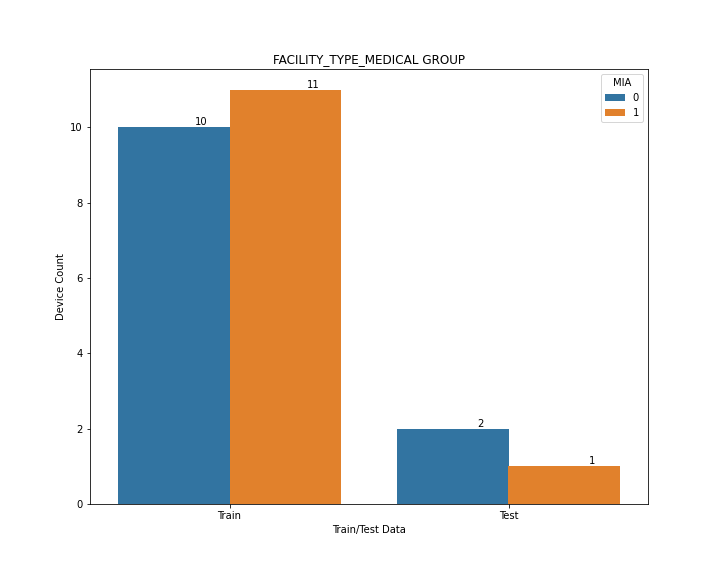 FACILITY_TYPE_MEDICAL GROUP
MIA
0
1
11
10
2
1
10
8
6
4
2
0
Device Count
Train
Test
Train/Test Data